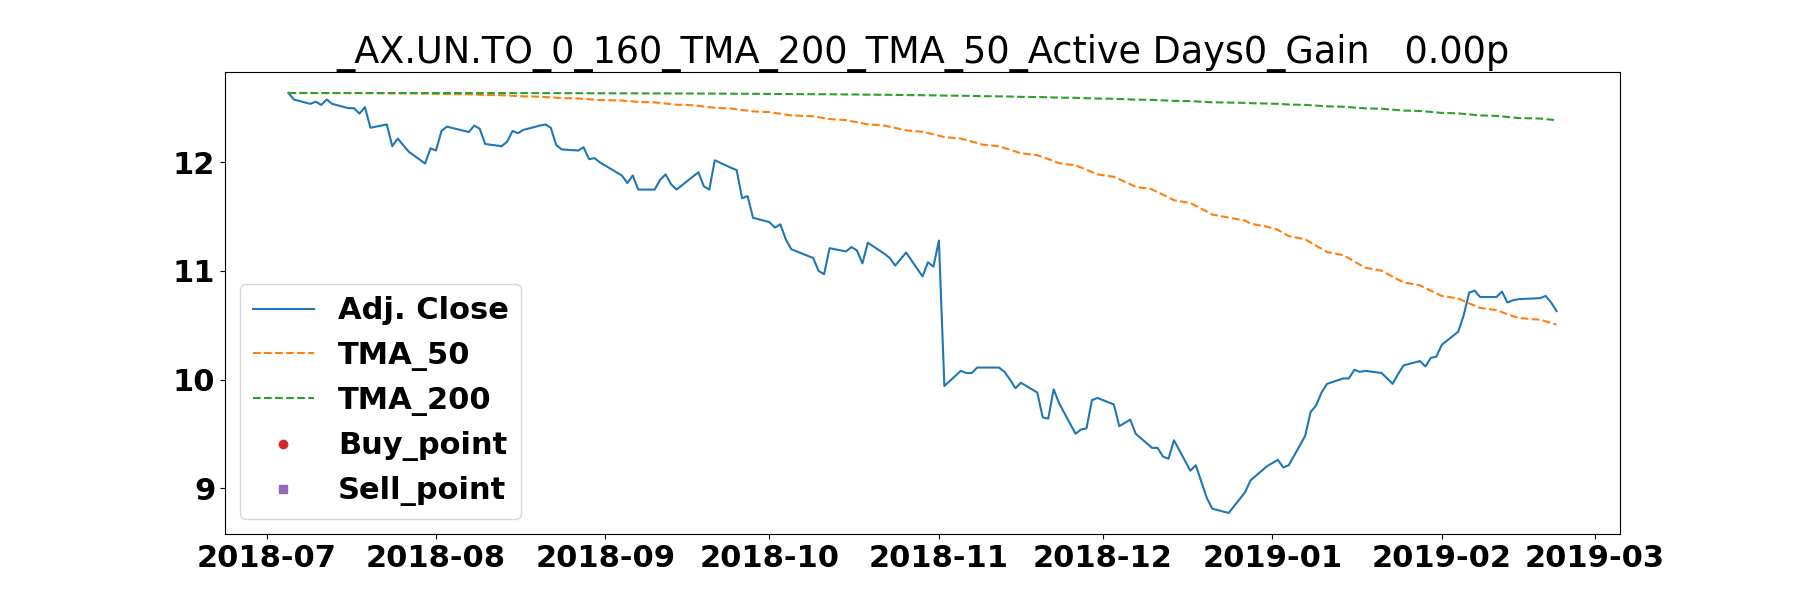 _AX.UN.TO_0_160_TMA_200_TMA_50_Active Days0_Gain   0.00p
12
11
10
9
Adj. Close
TMA_50
TMA_200
Buy_point
Sell_point
2018-07 2018-08 2018-09 2018-10 2018-11 2018-12 2019-01 2019-02 2019-03